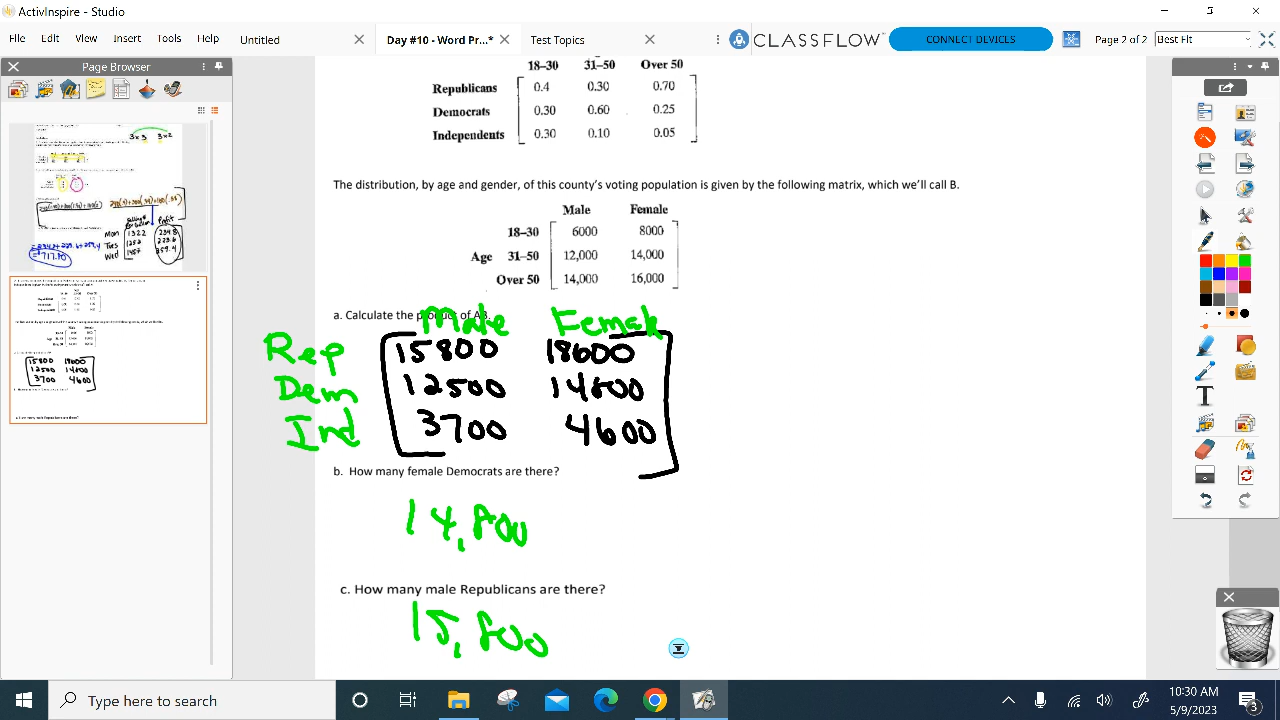 ActivInspire - Studio
File Edit View Insert Tools Help Untitled Day #10 - Word Pr...* Test Topics CLASSFLOW CONNECT DEVICES Page 2 of 2 Best Fit
Page Browser
18–30 31–50 Over 50
Republicans 0.4 0.30 0.70
Democrats 0.30 0.60 0.25
Independents 0.30 0.10 0.05
The distribution, by age and gender, of this county's voting population is given by the following matrix, which we'll call B.
Male Female
18–30 6000 8000
Age 31–50 12,000 14,000
Over 50 14,000 16,000
a. Calculate the product of AB.
Male Female
Rep 15800 18600
Dem 12500 14800
Ind 3700 4600
b. How many female Democrats are there?
14,800
c. How many male Republicans are there?
15,800
Type here to search
10:30 AM
5/9/2023
3